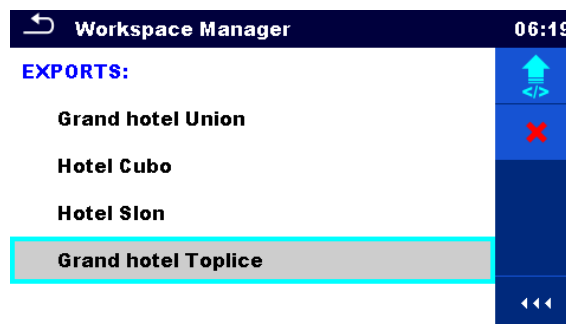 Workspace Manager 06:19
EXPORTS:
</>
Grand hotel Union
Hotel Cubo
Hotel Slon
Grand hotel Toplice